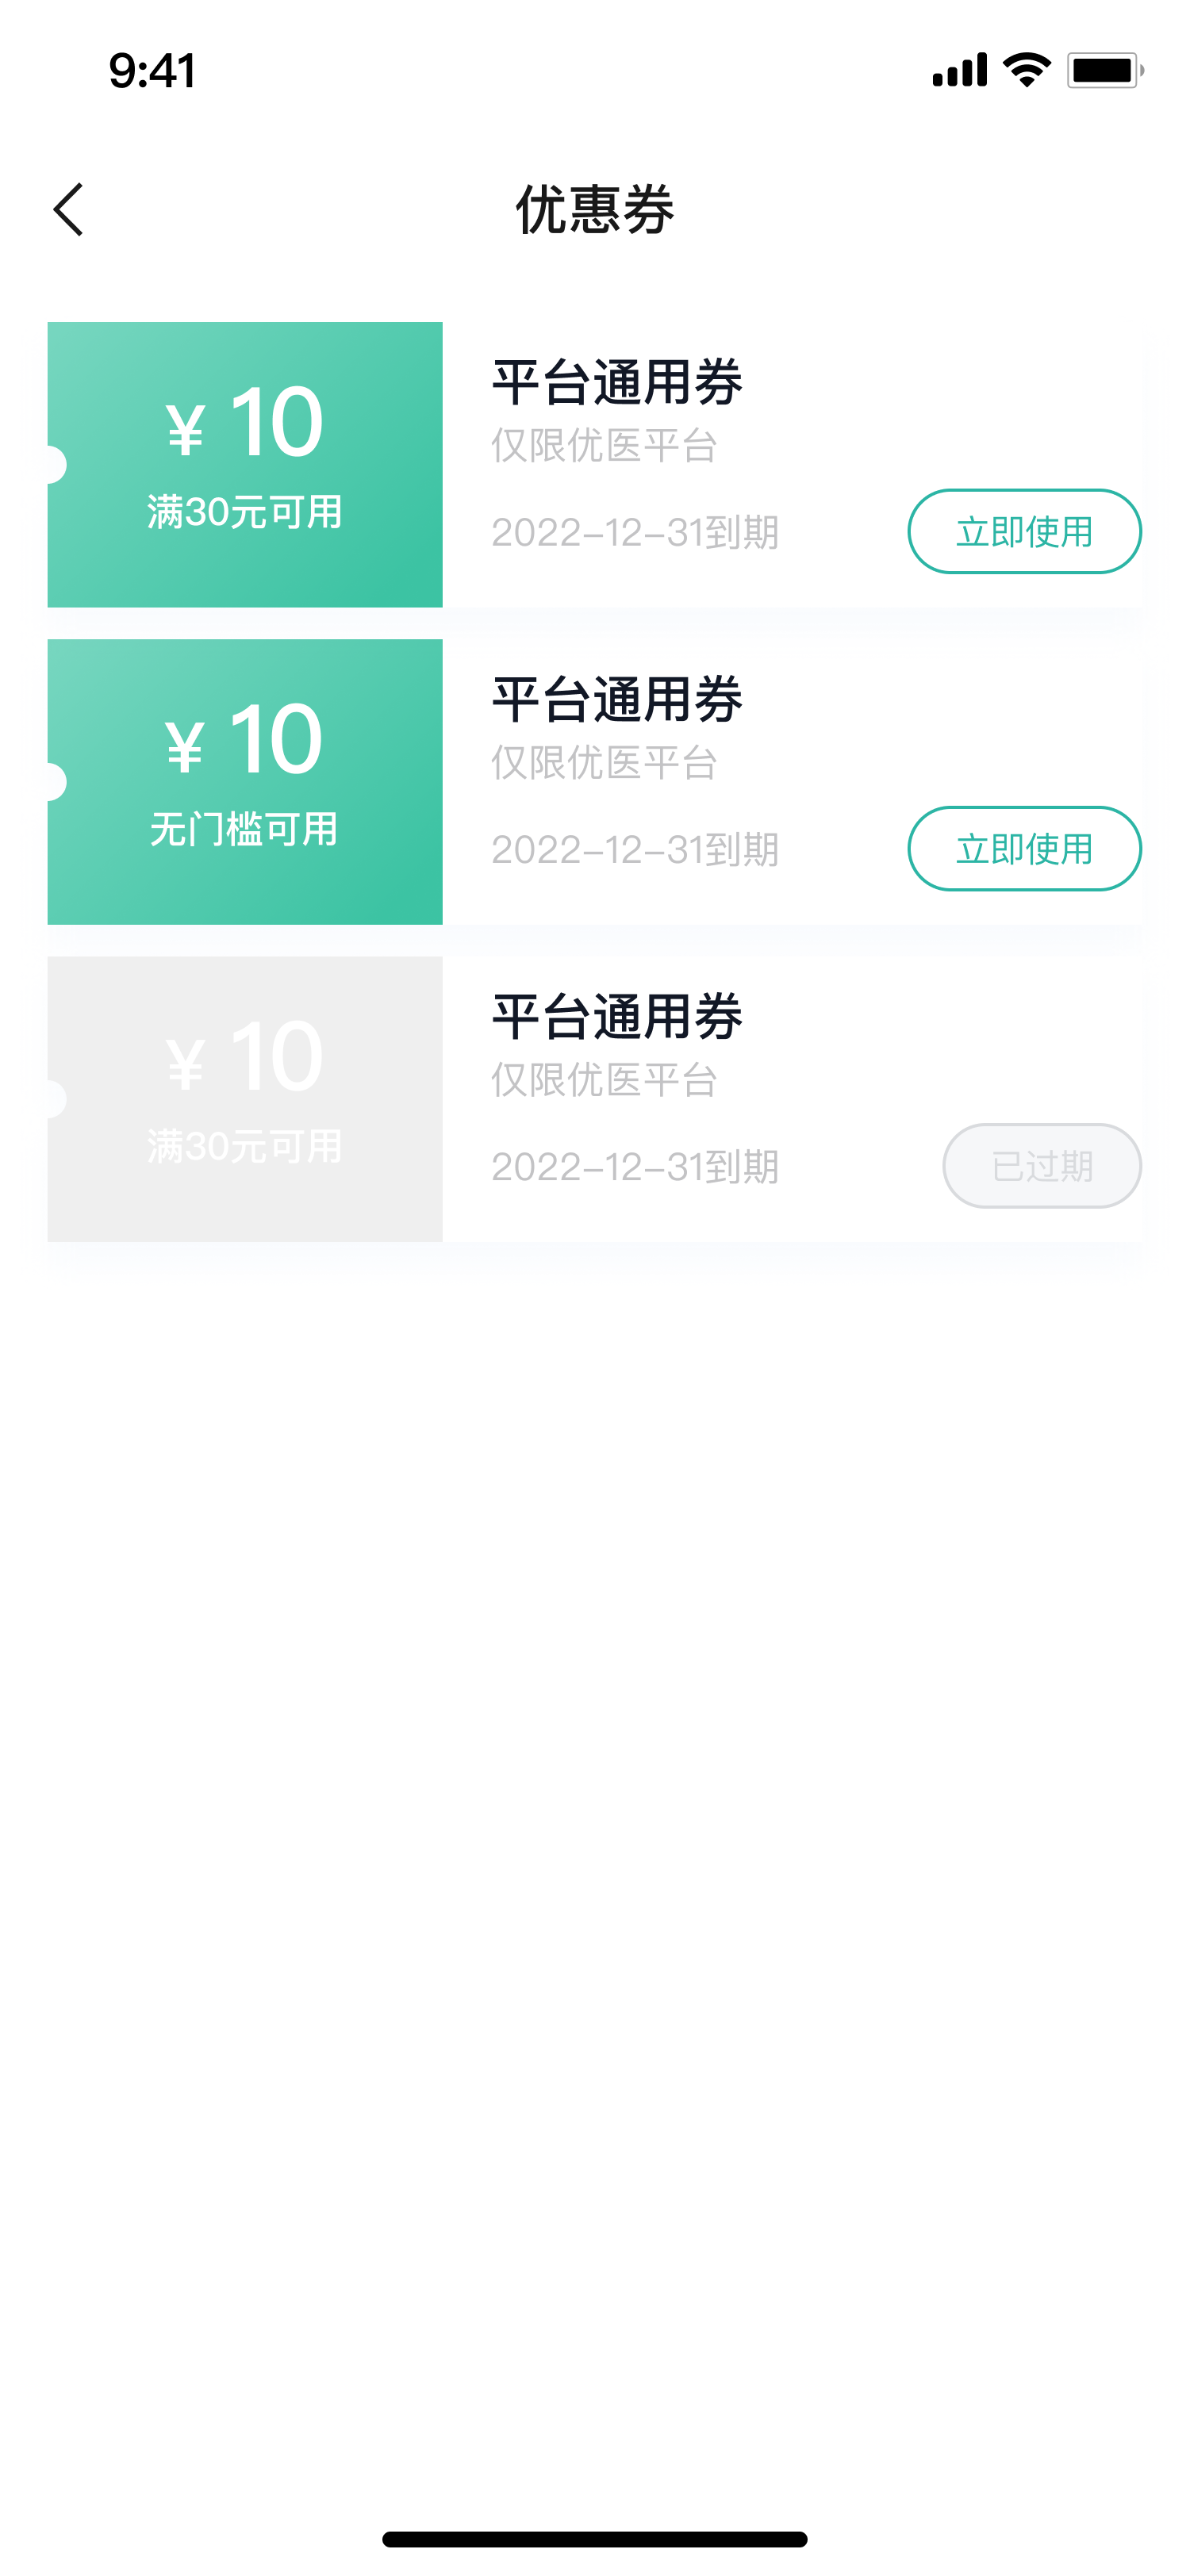 9:41
优惠券
¥ 10
满30元可用
平台通用券
仅限优医平台
2022-12-31到期
立即使用
¥ 10
无门槛可用
平台通用券
仅限优医平台
2022-12-31到期
立即使用
¥ 10
满30元可用
平台通用券
仅限优医平台
2022-12-31到期
已过期